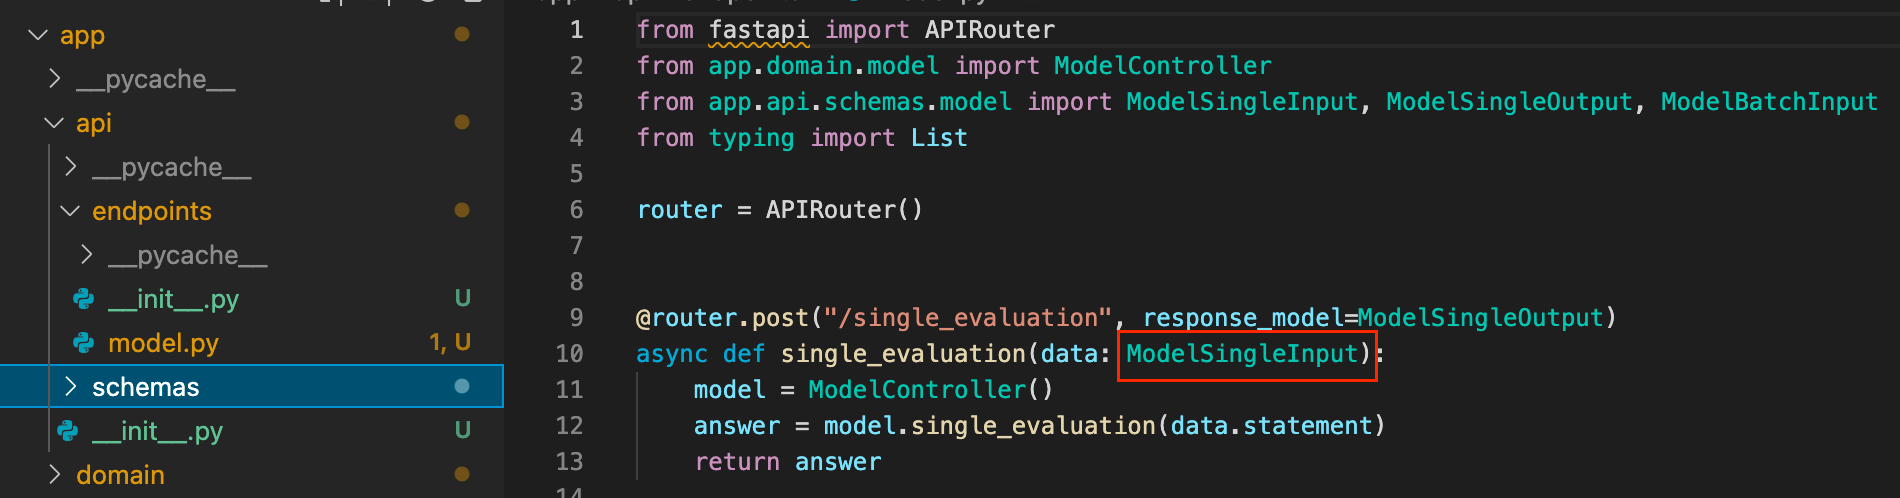 app
__pycache__
api
__pycache__
endpoints
__pycache__
__init__.py U
model.py 1, U
schemas
__init__.py U
domain
1 from fastapi import APIRouter
2 from app.domain.model import ModelController
3 from app.api.schemas.model import ModelSingleInput, ModelSingleOutput, ModelBatchInput
4 from typing import List
5
6 router = APIRouter()
7
8
9 @router.post("/single_evaluation", response_model=ModelSingleOutput)
10 async def single_evaluation(data: ModelSingleInput):
11 model = ModelController()
12 answer = model.single_evaluation(data.statement)
13 return answer
14